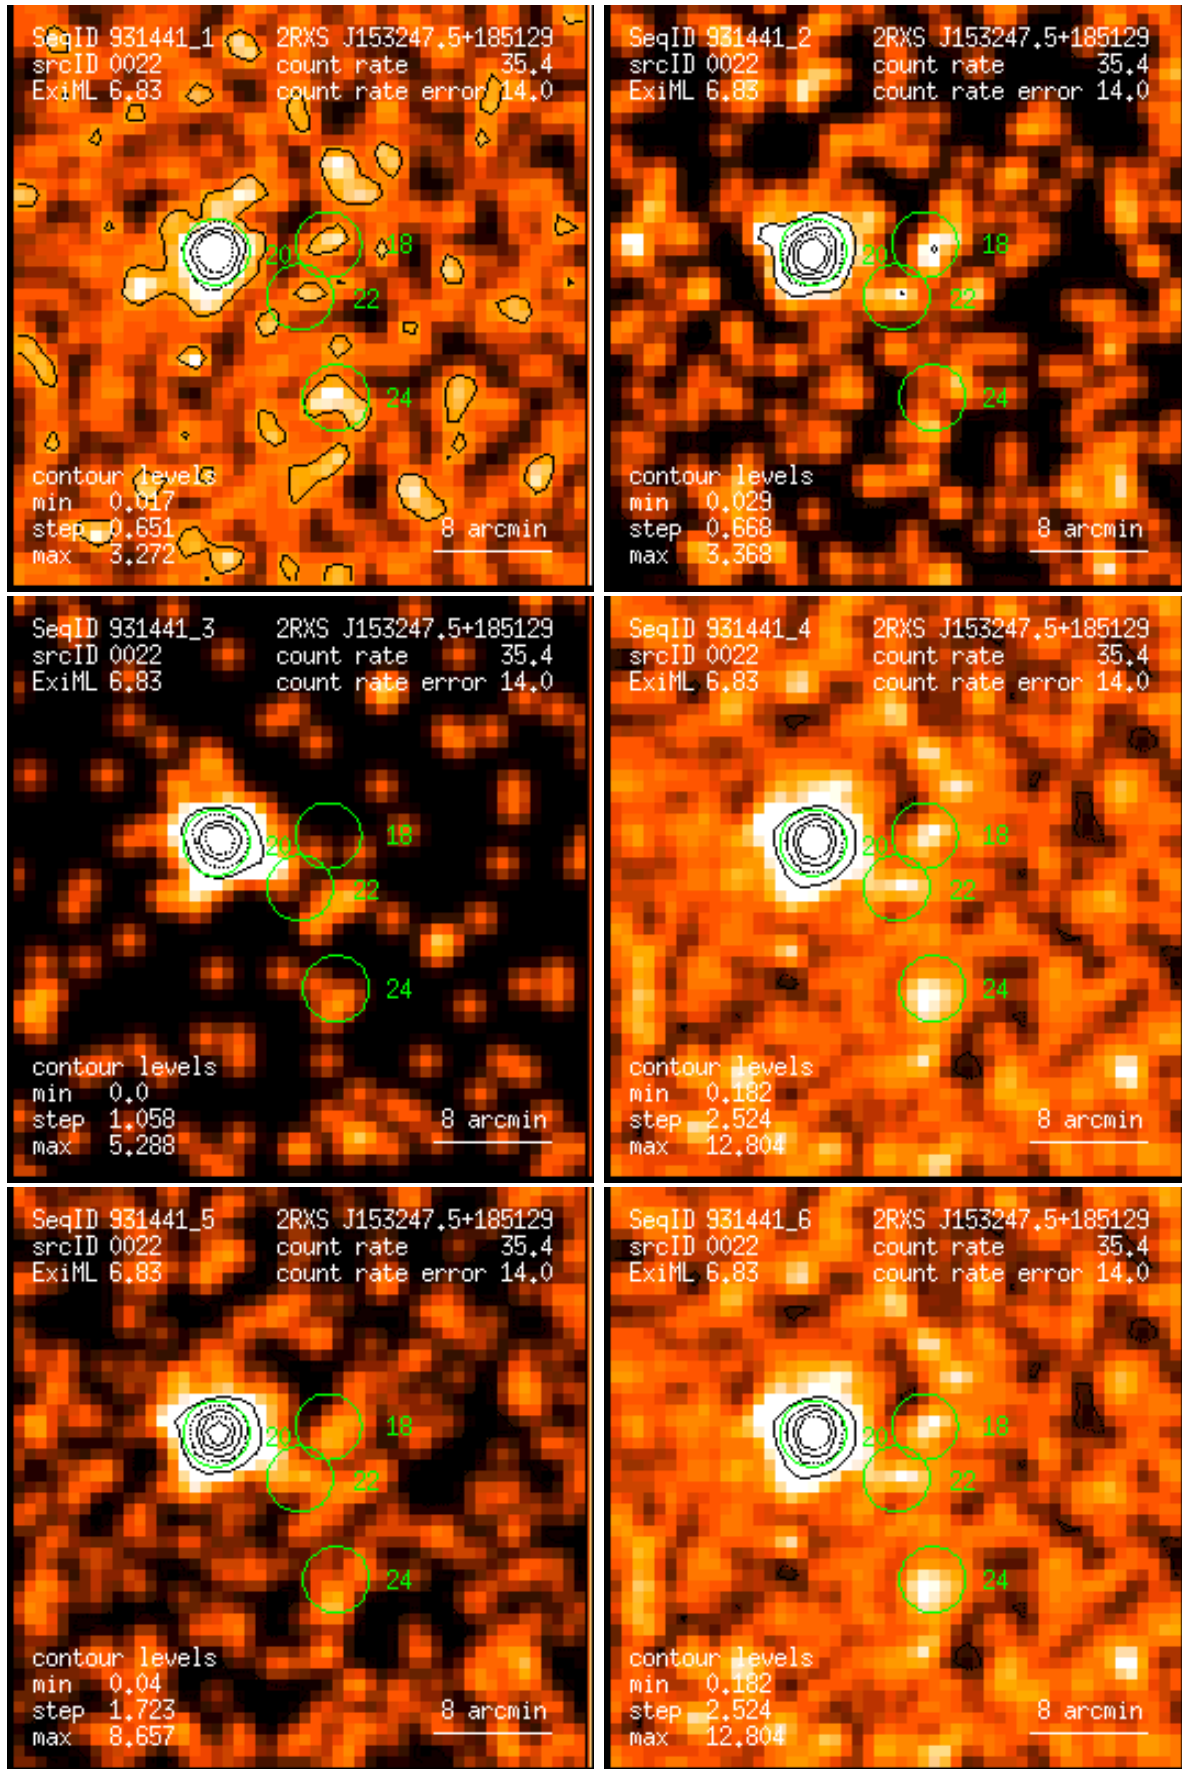 SeqID 931441_1 2RXS J153247.5+185129
srcID 0022 count rate 35.4
ExiML 6.83 count rate error 14.0
18
20
22
24
contour levels
min 0.017
step 0.651 8 arcmin
max 3.272
SeqID 931441_2 2RXS J153247.5+185129
srcID 0022 count rate 35.4
ExiML 6.83 count rate error 14.0
18
20
22
24
contour levels
min 0.029
step 0.668 8 arcmin
max 3.368
SeqID 931441_3 2RXS J153247.5+185129
srcID 0022 count rate 35.4
ExiML 6.83 count rate error 14.0
18
20
22
24
contour levels
min 0.0
step 1.058 8 arcmin
max 5.288
SeqID 931441_4 2RXS J153247.5+185129
srcID 0022 count rate 35.4
ExiML 6.83 count rate error 14.0
18
20
22
24
contour levels
min 0.182
step 2.524 8 arcmin
max 12.804
SeqID 931441_5 2RXS J153247.5+185129
srcID 0022 count rate 35.4
ExiML 6.83 count rate error 14.0
18
20
22
24
contour levels
min 0.04
step 1.723 8 arcmin
max 8.657
SeqID 931441_6 2RXS J153247.5+185129
srcID 0022 count rate 35.4
ExiML 6.83 count rate error 14.0
18
20
22
24
contour levels
min 0.182
step 2.524 8 arcmin
max 12.804